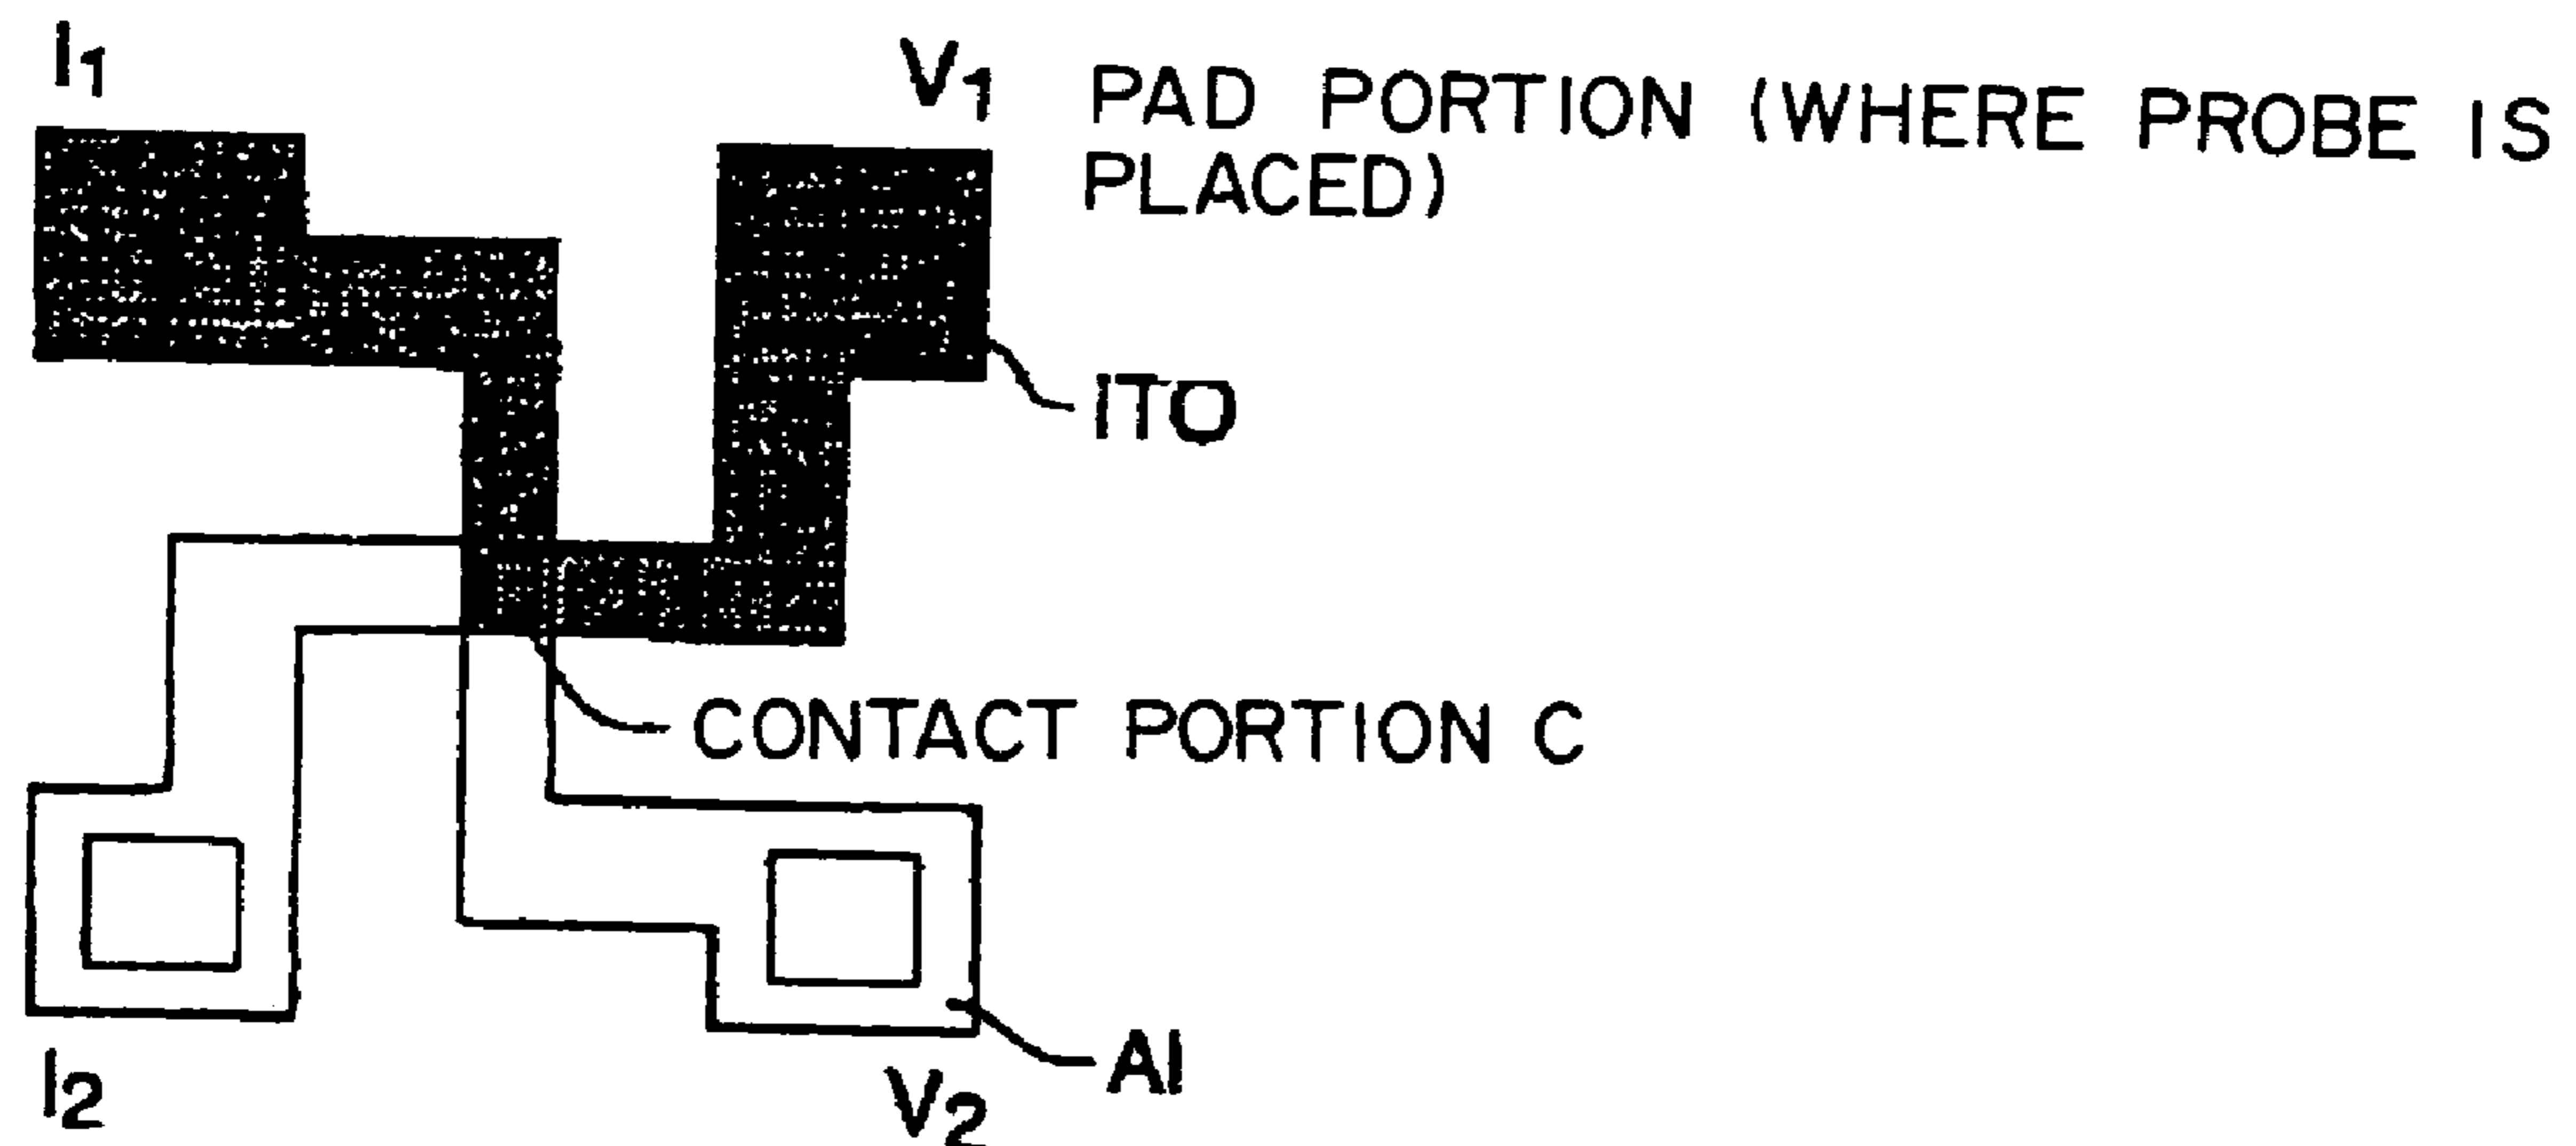 I1
V1 PAD PORTION (WHERE PROBE IS
PLACED)
ITO
CONTACT PORTION C
Al
I2
V2